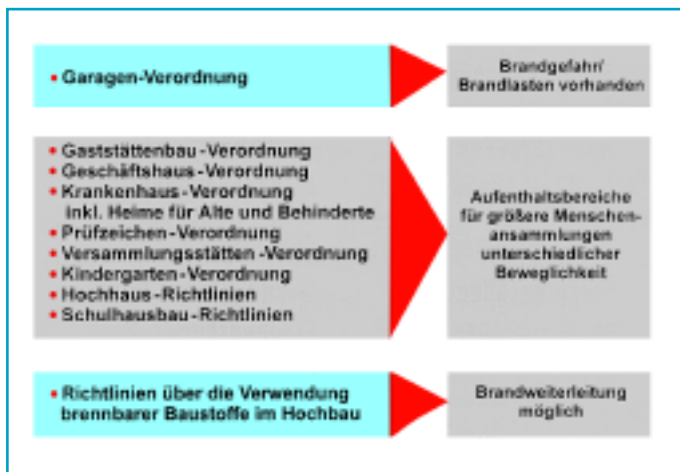 • Garagen-Verordnung
Brandgefahr/
Brandlasten vorhanden
• Gaststättenbau-Verordnung
• Geschäftshaus-Verordnung
• Krankenhaus-Verordnung
inkl. Heime für Alte und Behinderte
• Prüfzeichen-Verordnung
• Versammlungsstätten-Verordnung
• Kindergarten-Verordnung
• Hochhaus-Richtlinien
• Schulhausbau-Richtlinien
Aufenthaltsbereiche
für größere Menschen-
ansammlungen
unterschiedlicher
Beweglichkeit
• Richtlinien über die Verwendung
brennbarer Baustoffe im Hochbau
Brandweiterleitung
möglich